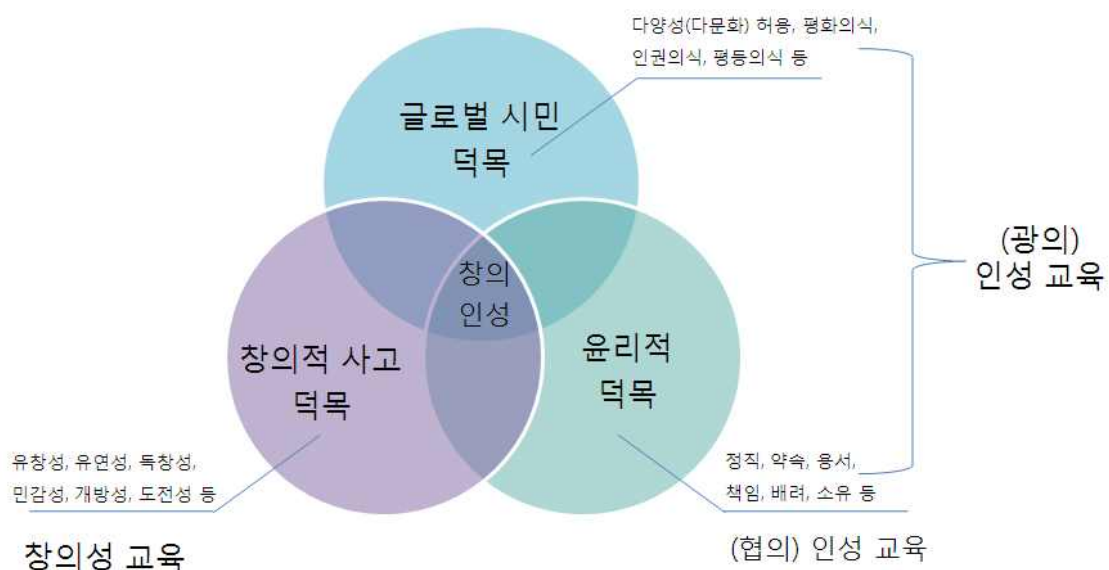 다양성(다문화) 허용, 평화의식,
인권의식, 평등의식 등
글로벌 시민
덕목
(광의)
인성 교육
창의
인성
창의적 사고
덕목
윤리적
덕목
유창성, 유연성, 독창성,
민감성, 개방성, 도전성 등
정직, 약속, 용서,
책임, 배려, 소유 등
창의성 교육
(협의) 인성 교육